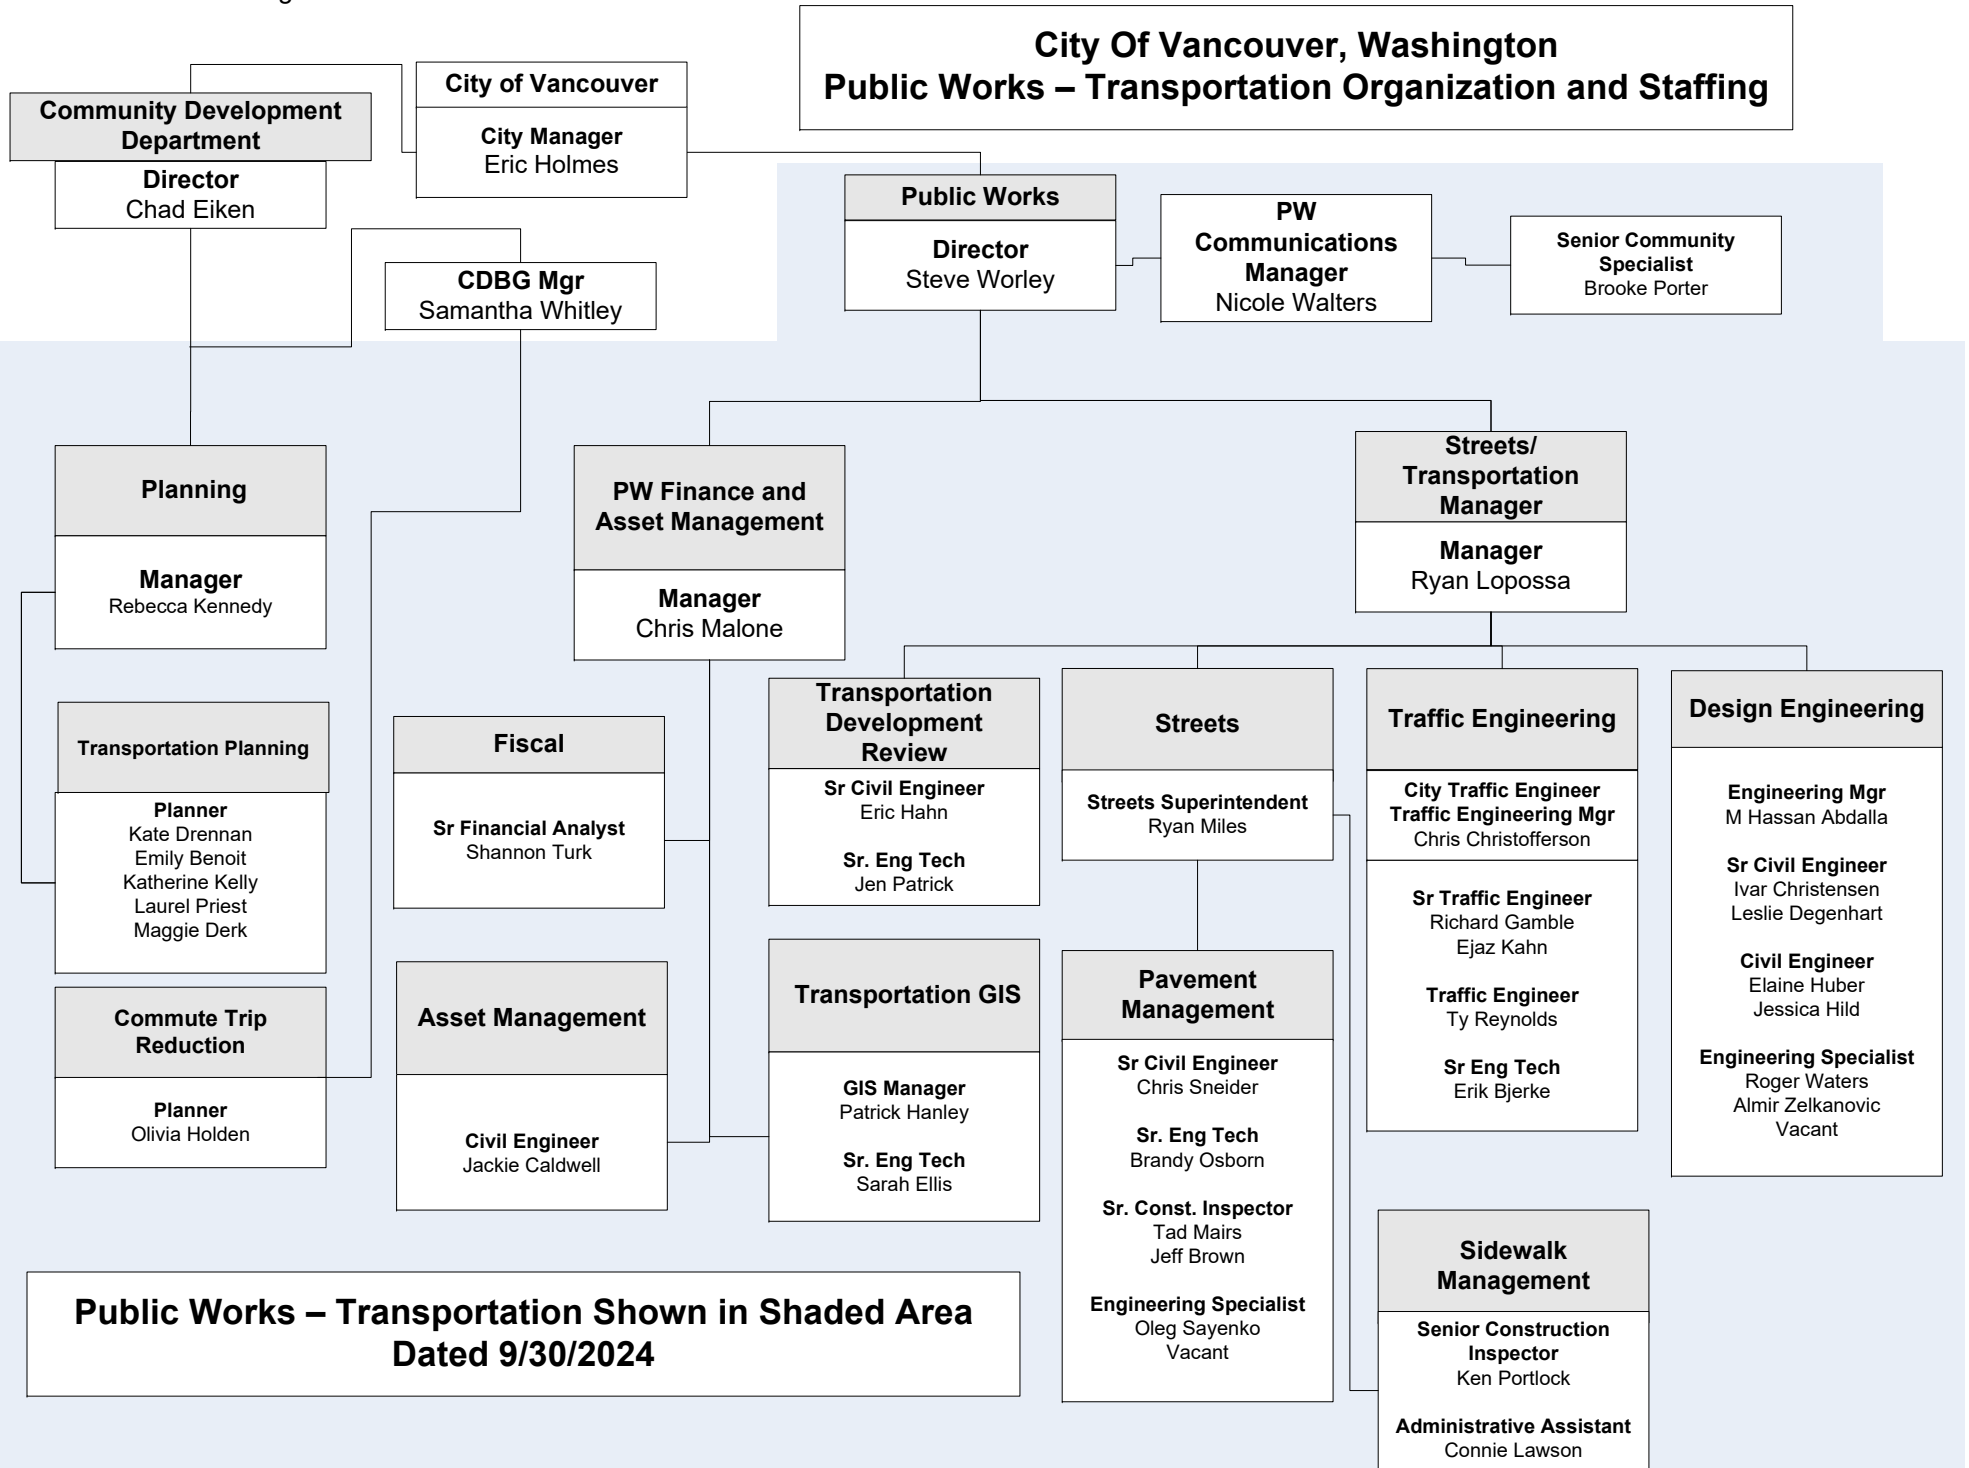 City Of Vancouver, Washington
Public Works – Transportation Organization and Staffing
City of Vancouver
City Manager
Eric Holmes
Community Development
Department
Director
Chad Eiken
CDBG Mgr
Samantha Whitley
Public Works
Director
Steve Worley
PW
Communications
Manager
Nicole Walters
Senior Community
Specialist
Brooke Porter
Planning
Manager
Rebecca Kennedy
PW Finance and
Asset Management
Manager
Chris Malone
Streets/
Transportation
Manager
Manager
Ryan Lopossa
Transportation Planning
Planner
Kate Drennan
Emily Benoit
Katherine Kelly
Laurel Priest
Maggie Derk
Commute Trip
Reduction
Planner
Olivia Holden
Fiscal
Sr Financial Analyst
Shannon Turk
Asset Management
Civil Engineer
Jackie Caldwell
Transportation
Development
Review
Sr Civil Engineer
Eric Hahn
Sr. Eng Tech
Jen Patrick
Transportation GIS
GIS Manager
Patrick Hanley
Sr. Eng Tech
Sarah Ellis
Streets
Streets Superintendent
Ryan Miles
Pavement
Management
Sr Civil Engineer
Chris Sneider
Sr. Eng Tech
Brandy Osborn
Sr. Const. Inspector
Tad Mairs
Jeff Brown
Engineering Specialist
Oleg Sayenko
Vacant
Traffic Engineering
City Traffic Engineer
Traffic Engineering Mgr
Chris Christofferson
Sr Traffic Engineer
Richard Gamble
Ejaz Kahn
Traffic Engineer
Ty Reynolds
Sr Eng Tech
Erik Bjerke
Design Engineering
Engineering Mgr
M Hassan Abdalla
Sr Civil Engineer
Ivar Christensen
Leslie Degenhart
Civil Engineer
Elaine Huber
Jessica Hild
Engineering Specialist
Roger Waters
Almir Zelkanovic
Vacant
Sidewalk
Management
Senior Construction
Inspector
Ken Portlock
Administrative Assistant
Connie Lawson
Public Works – Transportation Shown in Shaded Area
Dated 9/30/2024